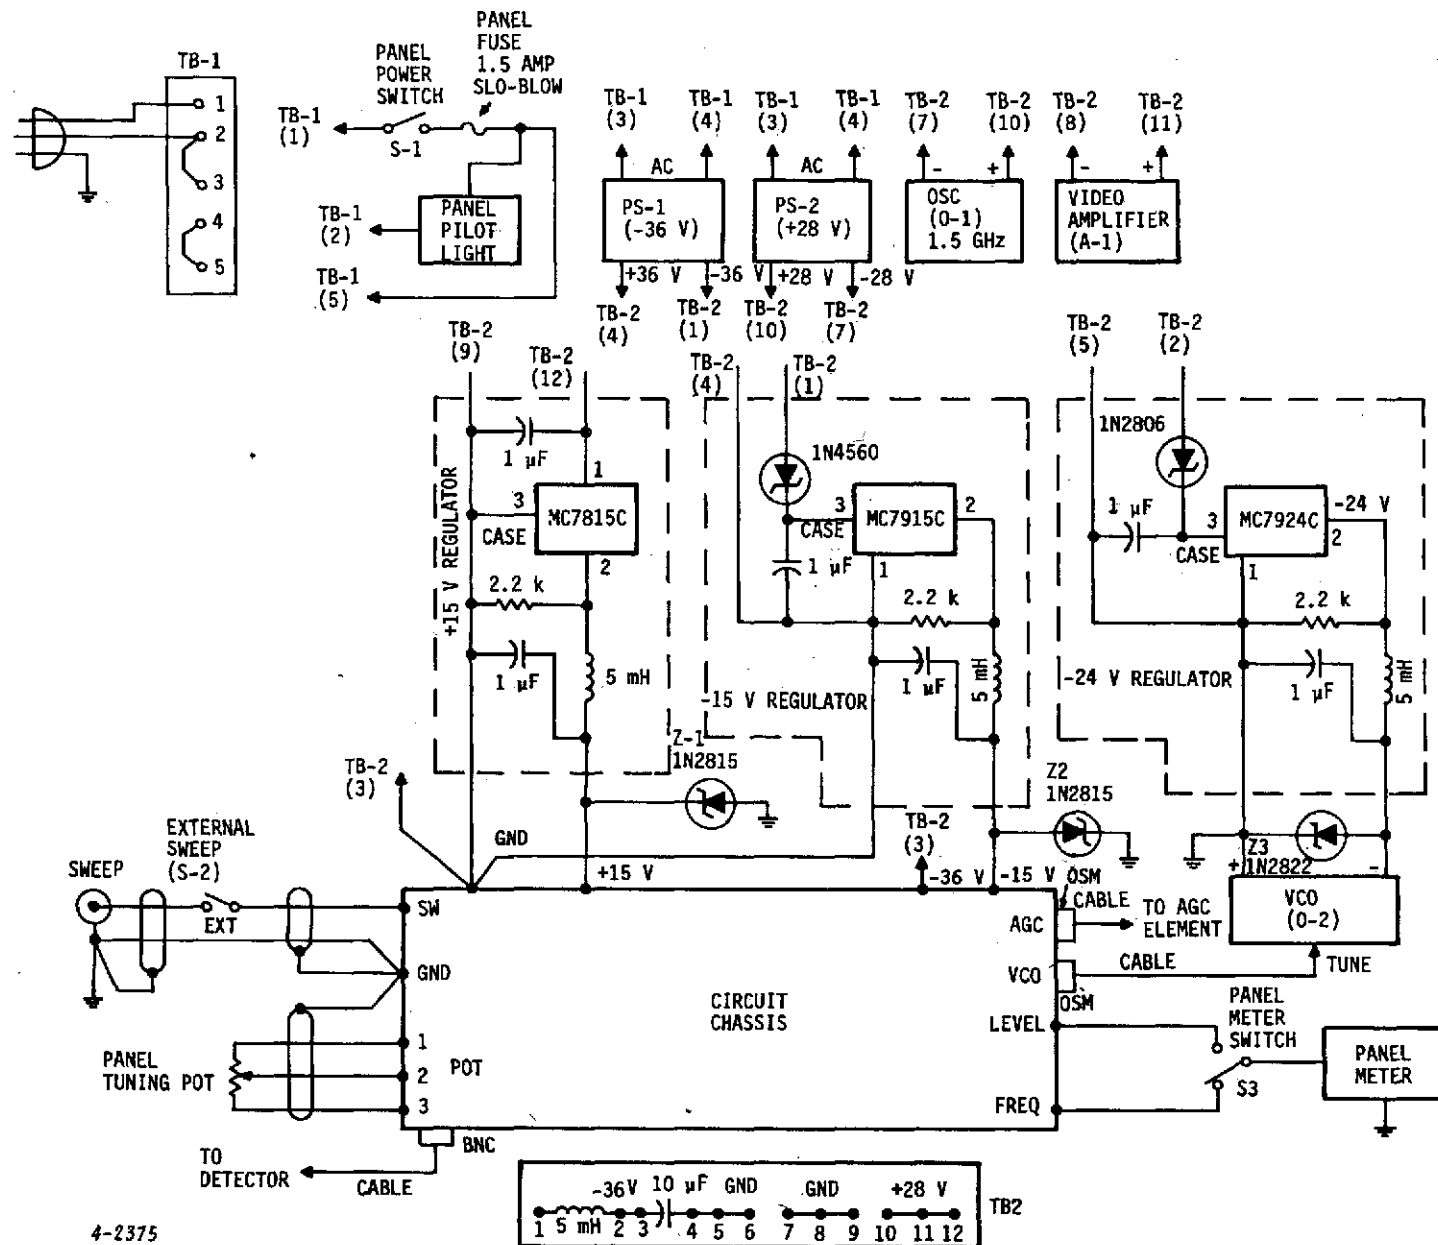 TB-1
1
2
3
4
5
PANEL
POWER
SWITCH
PANEL
FUSE
1.5 AMP
SLO-BLOW
TB-1
(1)
S-1
TB-1
(2)
PANEL
PILOT
LIGHT
TB-1
(5)
TB-1
(3)
TB-1
(4)
AC
PS-1
(-36 V)
+36 V
-36 V
TB-2
(4)
TB-2
(1)
TB-1
(3)
TB-1
(4)
AC
PS-2
(+28 V)
+28 V
-28 V
TB-2
(10)
TB-2
(7)
TB-2
(7)
TB-2
(10)
-
+
OSC
(O-1)
1.5 GHz
TB-2
(8)
TB-2
(11)
-
+
VIDEO
AMPLIFIER
(A-1)
TB-2
(9)
TB-2
(12)
1 µF
1
3
CASE
MC7815C
2
2.2 k
1 µF
5 mH
+15 V REGULATOR
TB-2
(4)
TB-2
(1)
1N4560
3
CASE
MC7915C
2
1
1 µF
2.2 k
1 µF
5 mH
-15 V REGULATOR
TB-2
(5)
TB-2
(2)
1N2806
1 µF
3
CASE
MC7924C
-24 V
2
1
2.2 k
1 µF
5 mH
-24 V REGULATOR
Z-1
1N2815
Z2
1N2815
Z3
1N2822
TB-2
(3)
GND
+15 V
TB-2
(3)
-36 V
-15 V
+
-
VCO
(O-2)
TUNE
SWEEP
EXTERNAL
SWEEP
(S-2)
EXT
SW
GND
PANEL
TUNING POT
1
2
3
POT
CIRCUIT
CHASSIS
AGC
OSM
CABLE
TO AGC
ELEMENT
VCO
OSM
CABLE
LEVEL
FREQ
PANEL
METER
SWITCH
S3
PANEL
METER
BNC
TO
DETECTOR
CABLE
-36V 10 µF GND GND +28 V
TB2
1 5 mH 2 3 4 5 6 7 8 9 10 11 12
4-2375